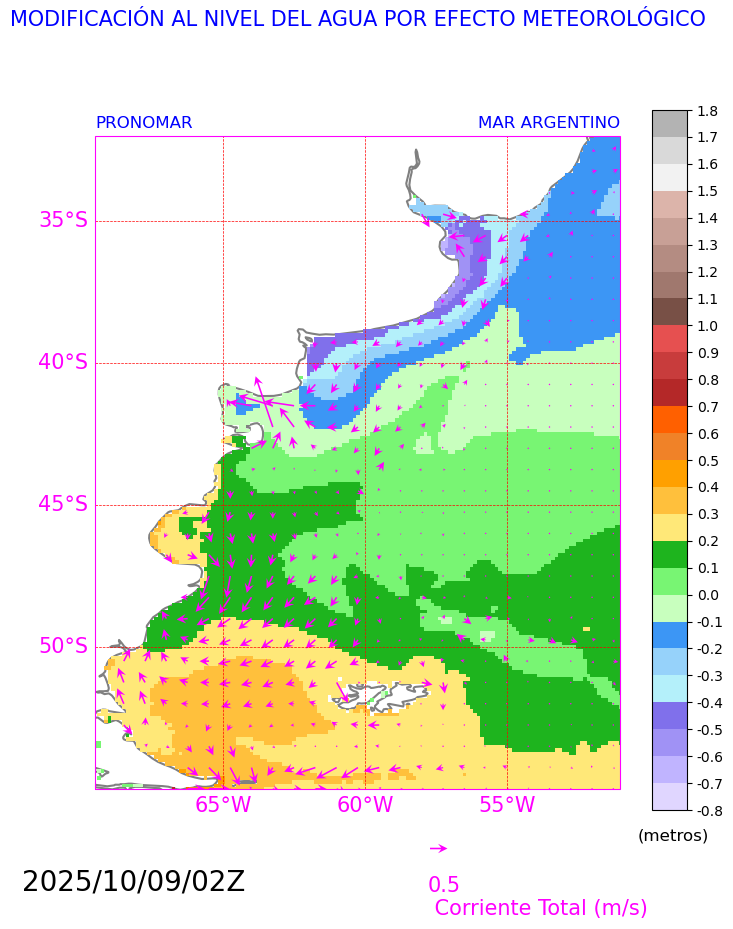 MODIFICACIÓN AL NIVEL DEL AGUA POR EFECTO METEOROLÓGICO
PRONOMAR MAR ARGENTINO
35°S
40°S
45°S
50°S
65°W 60°W 55°W
1.8
1.7
1.6
1.5
1.4
1.3
1.2
1.1
1.0
0.9
0.8
0.7
0.6
0.5
0.4
0.3
0.2
0.1
0.0
-0.1
-0.2
-0.3
-0.4
-0.5
-0.6
-0.7
-0.8
(metros)
2025/10/09/02Z
0.5
Corriente Total (m/s)